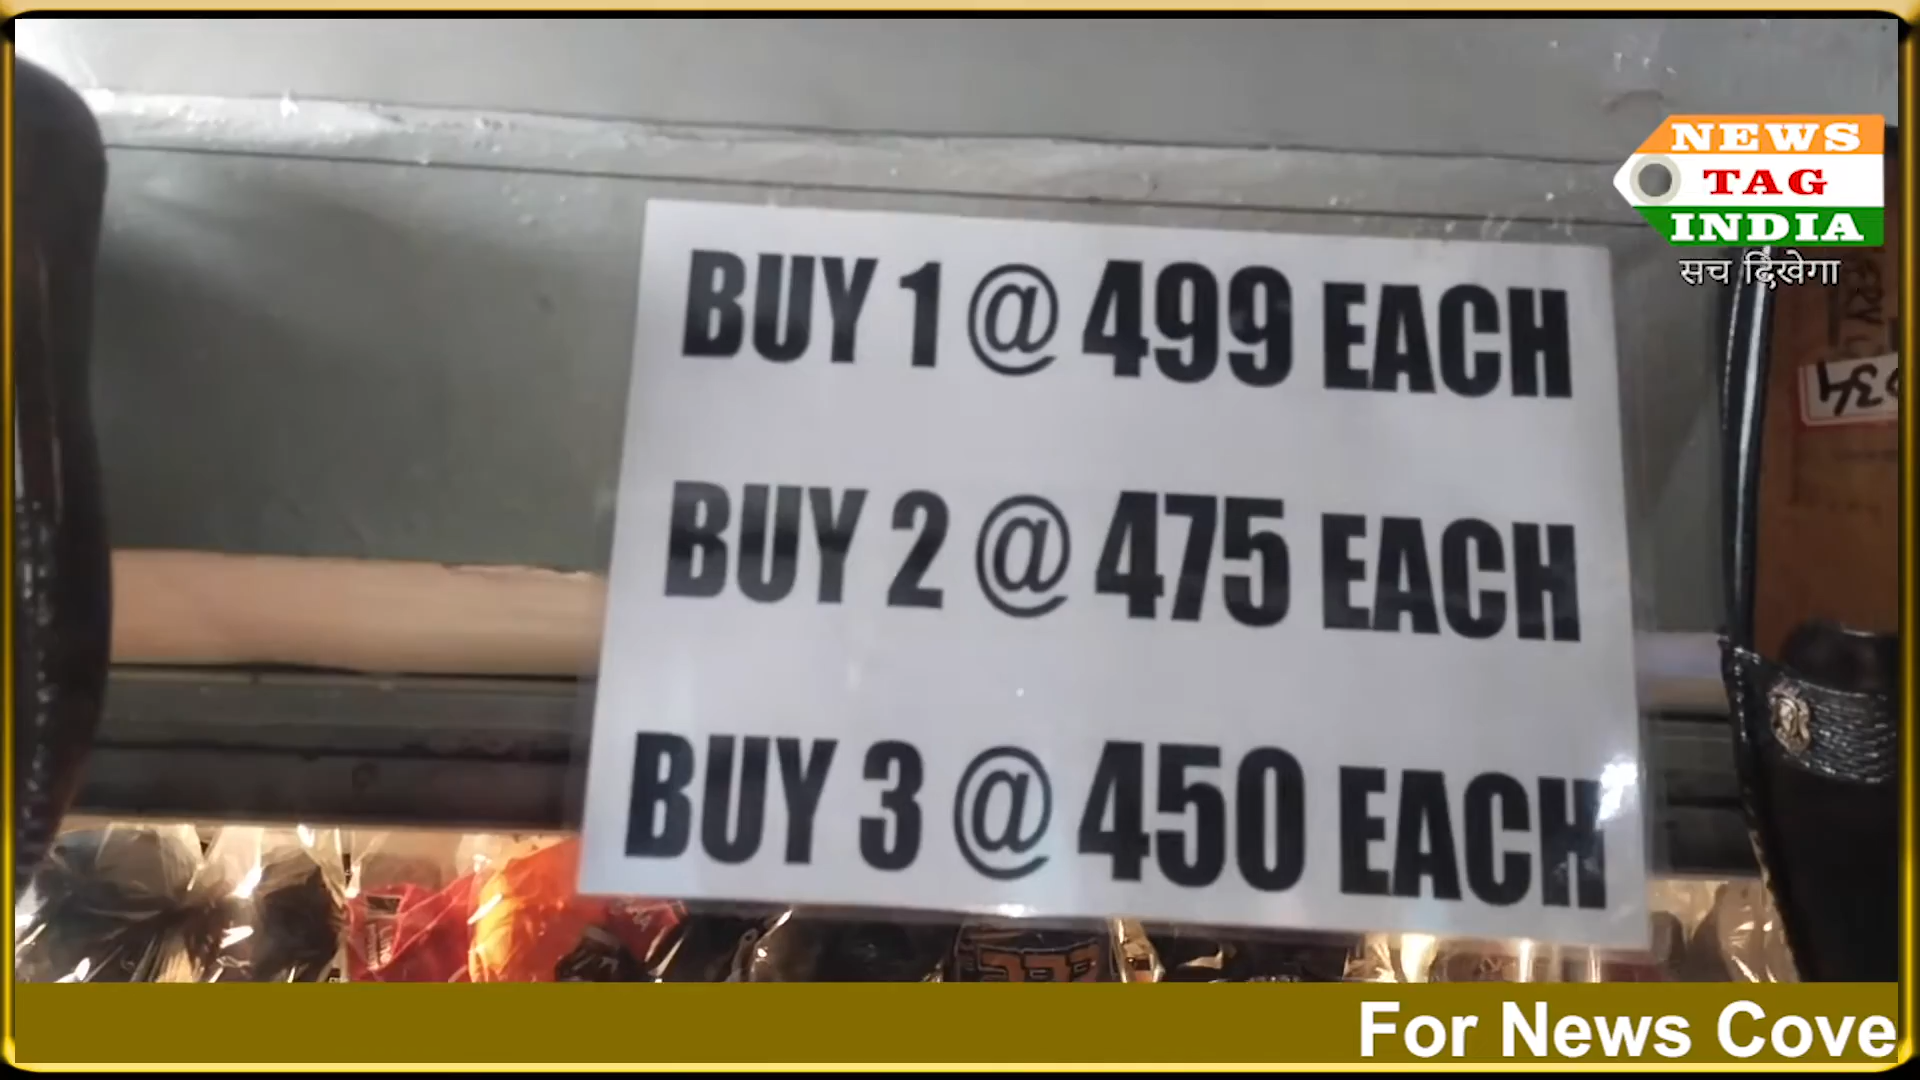 NEWS
TAG
INDIA
सच दिखेगा
BUY 1 @ 499 EACH
BUY 2 @ 475 EACH
BUY 3 @ 450 EACH
For News Cove